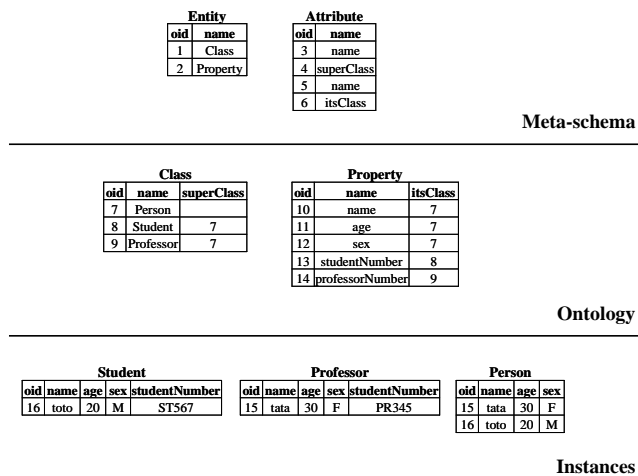 Entity Attribute
oid name oid name
1 Class 3 name
2 Property 4 superClass
5 name
6 itsClass
Meta-schema
Class Property
oid name superClass oid name itsClass
7 Person 10 name 7
8 Student 7 11 age 7
9 Professor 7 12 sex 7
13 studentNumber 8
14 professorNumber 9
Ontology
Student Professor Person
oid name age sex studentNumber oid name age sex studentNumber oid name age sex
16 toto 20 M ST567 15 tata 30 F PR345 15 tata 30 F
16 toto 20 M
Instances